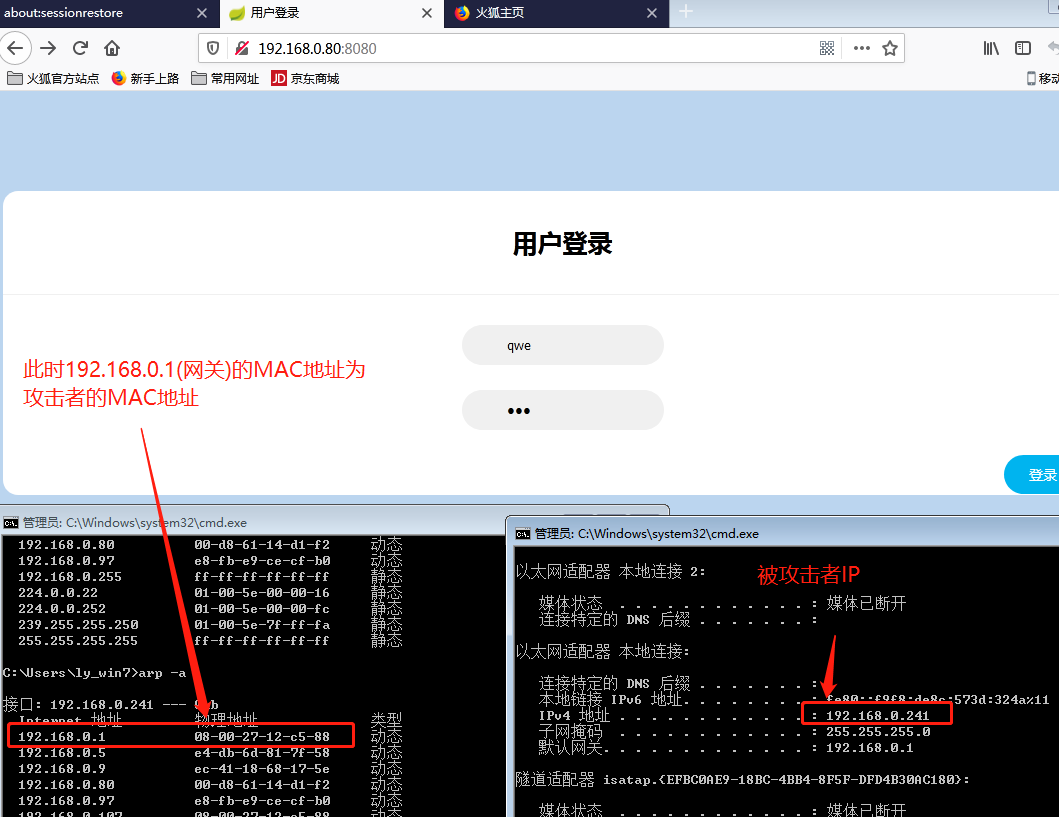 about:sessionrestore
用户登录
火狐主页
192.168.0.80:8080
火狐官方站点
新手上路
常用网址
JD 京东商城
移动
用户登录
qwe
•••
登录
此时192.168.0.1(网关)的MAC地址为
攻击者的MAC地址
管理员: C:\Windows\system32\cmd.exe
192.168.0.80 00-d8-61-14-d1-f2 动态
192.168.0.97 e8-fb-e9-ce-cf-b0 动态
192.168.0.255 ff-ff-ff-ff-ff-ff 静态
224.0.0.22 01-00-5e-00-00-16 静态
224.0.0.252 01-00-5e-00-00-fc 静态
239.255.255.250 01-00-5e-7f-ff-fa 静态
255.255.255.255 ff-ff-ff-ff-ff-ff 静态
C:\Users\ly_win7>arp -a
接口: 192.168.0.241 ---
Internet 地址 物理地址 类型
192.168.0.1 08-00-27-12-c5-88 动态
192.168.0.5 e4-db-6d-81-7f-58 动态
192.168.0.9 ec-41-18-68-17-5e 动态
192.168.0.80 00-d8-61-14-d1-f2 动态
192.168.0.97 e8-fb-e9-ce-cf-b0 动态
192.168.0.107 08-00-27-12-c5-88 动态
管理员: C:\Windows\system32\cmd.exe
以太网适配器 本地连接 2:
被攻击者IP
媒体状态 . . . . . . . . . . . . : 媒体已断开
连接特定的 DNS 后缀 . . . . . . . :
以太网适配器 本地连接:
连接特定的 DNS 后缀 . . . . . . . :
本地链接 IPv6 地址. . . . . . . . : fe80::f9f8:de8c:573d:324a%11
IPv4 地址 . . . . . . . . . . . . : 192.168.0.241
子网掩码 . . . . . . . . . . . . : 255.255.255.0
默认网关. . . . . . . . . . . . . : 192.168.0.1
隧道适配器 isatap.{EFBC0AE9-18BC-4BB4-8F5F-DFD4B30AC180}:
媒体状态 . . . . . . . . . . . . : 媒体已断开